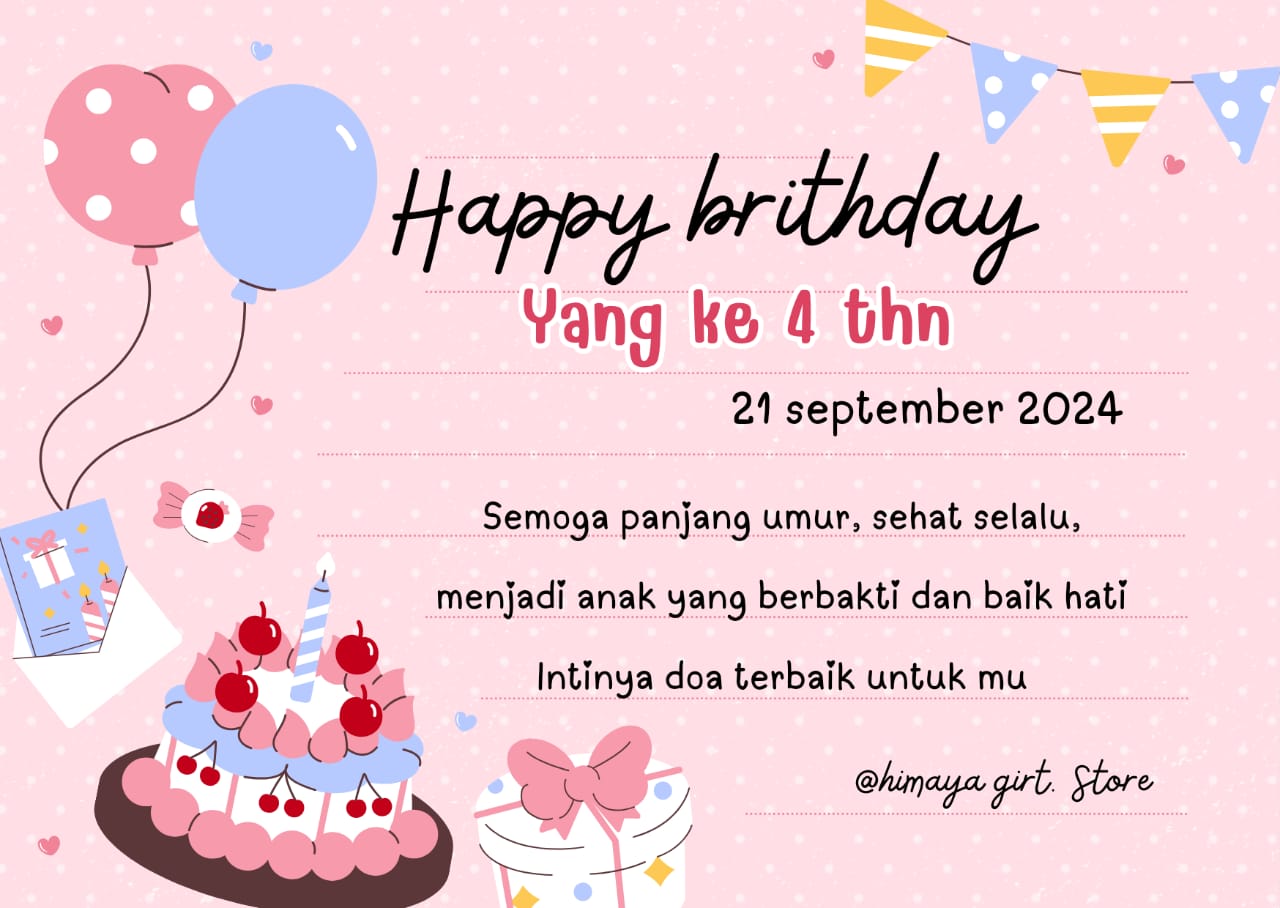 Happy brithday
Yang ke 4 thn
21 september 2024
Semoga panjang umur, sehat selalu,
menjadi anak yang berbakti dan baik hati
Intinya doa terbaik untuk mu
@himaya girt. Store